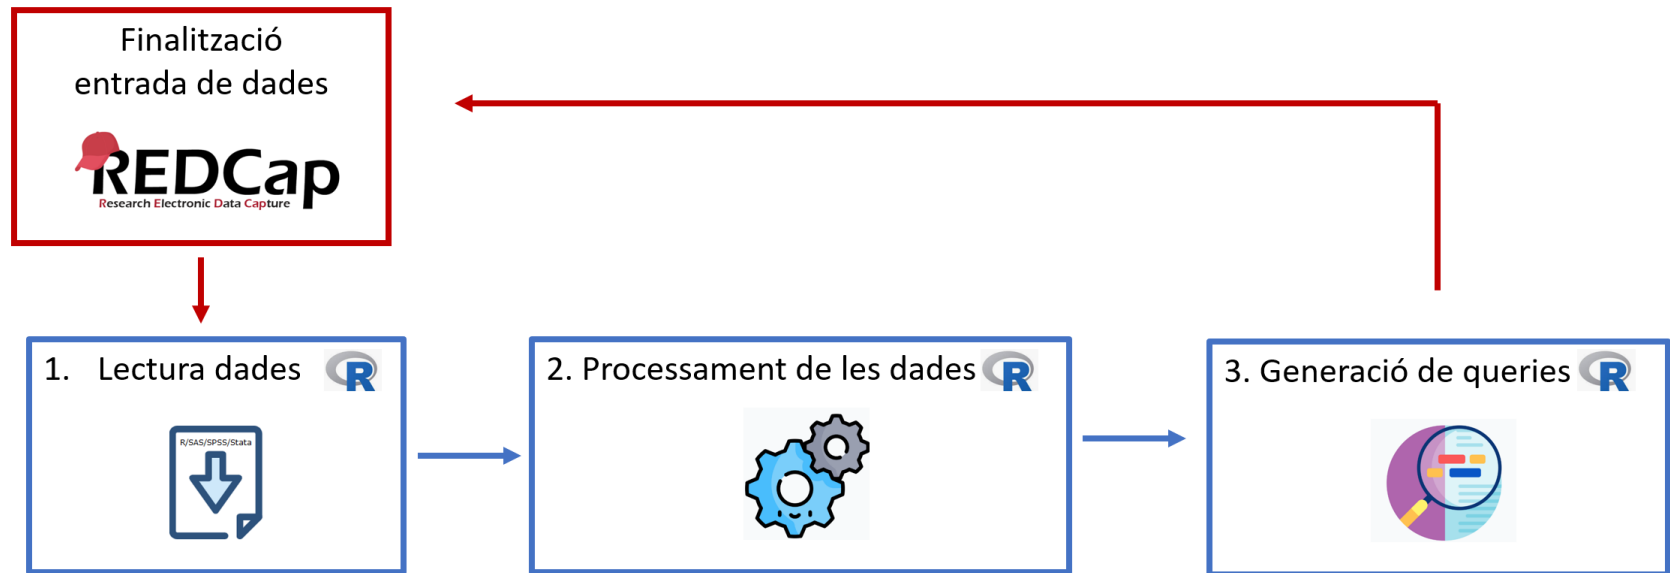 Finalització
entrada de dades
REDCap
Research Electronic Data Capture
1. Lectura dades R
R/SAS/SPSS/Stata
2. Processament de les dades R
3. Generació de queries R